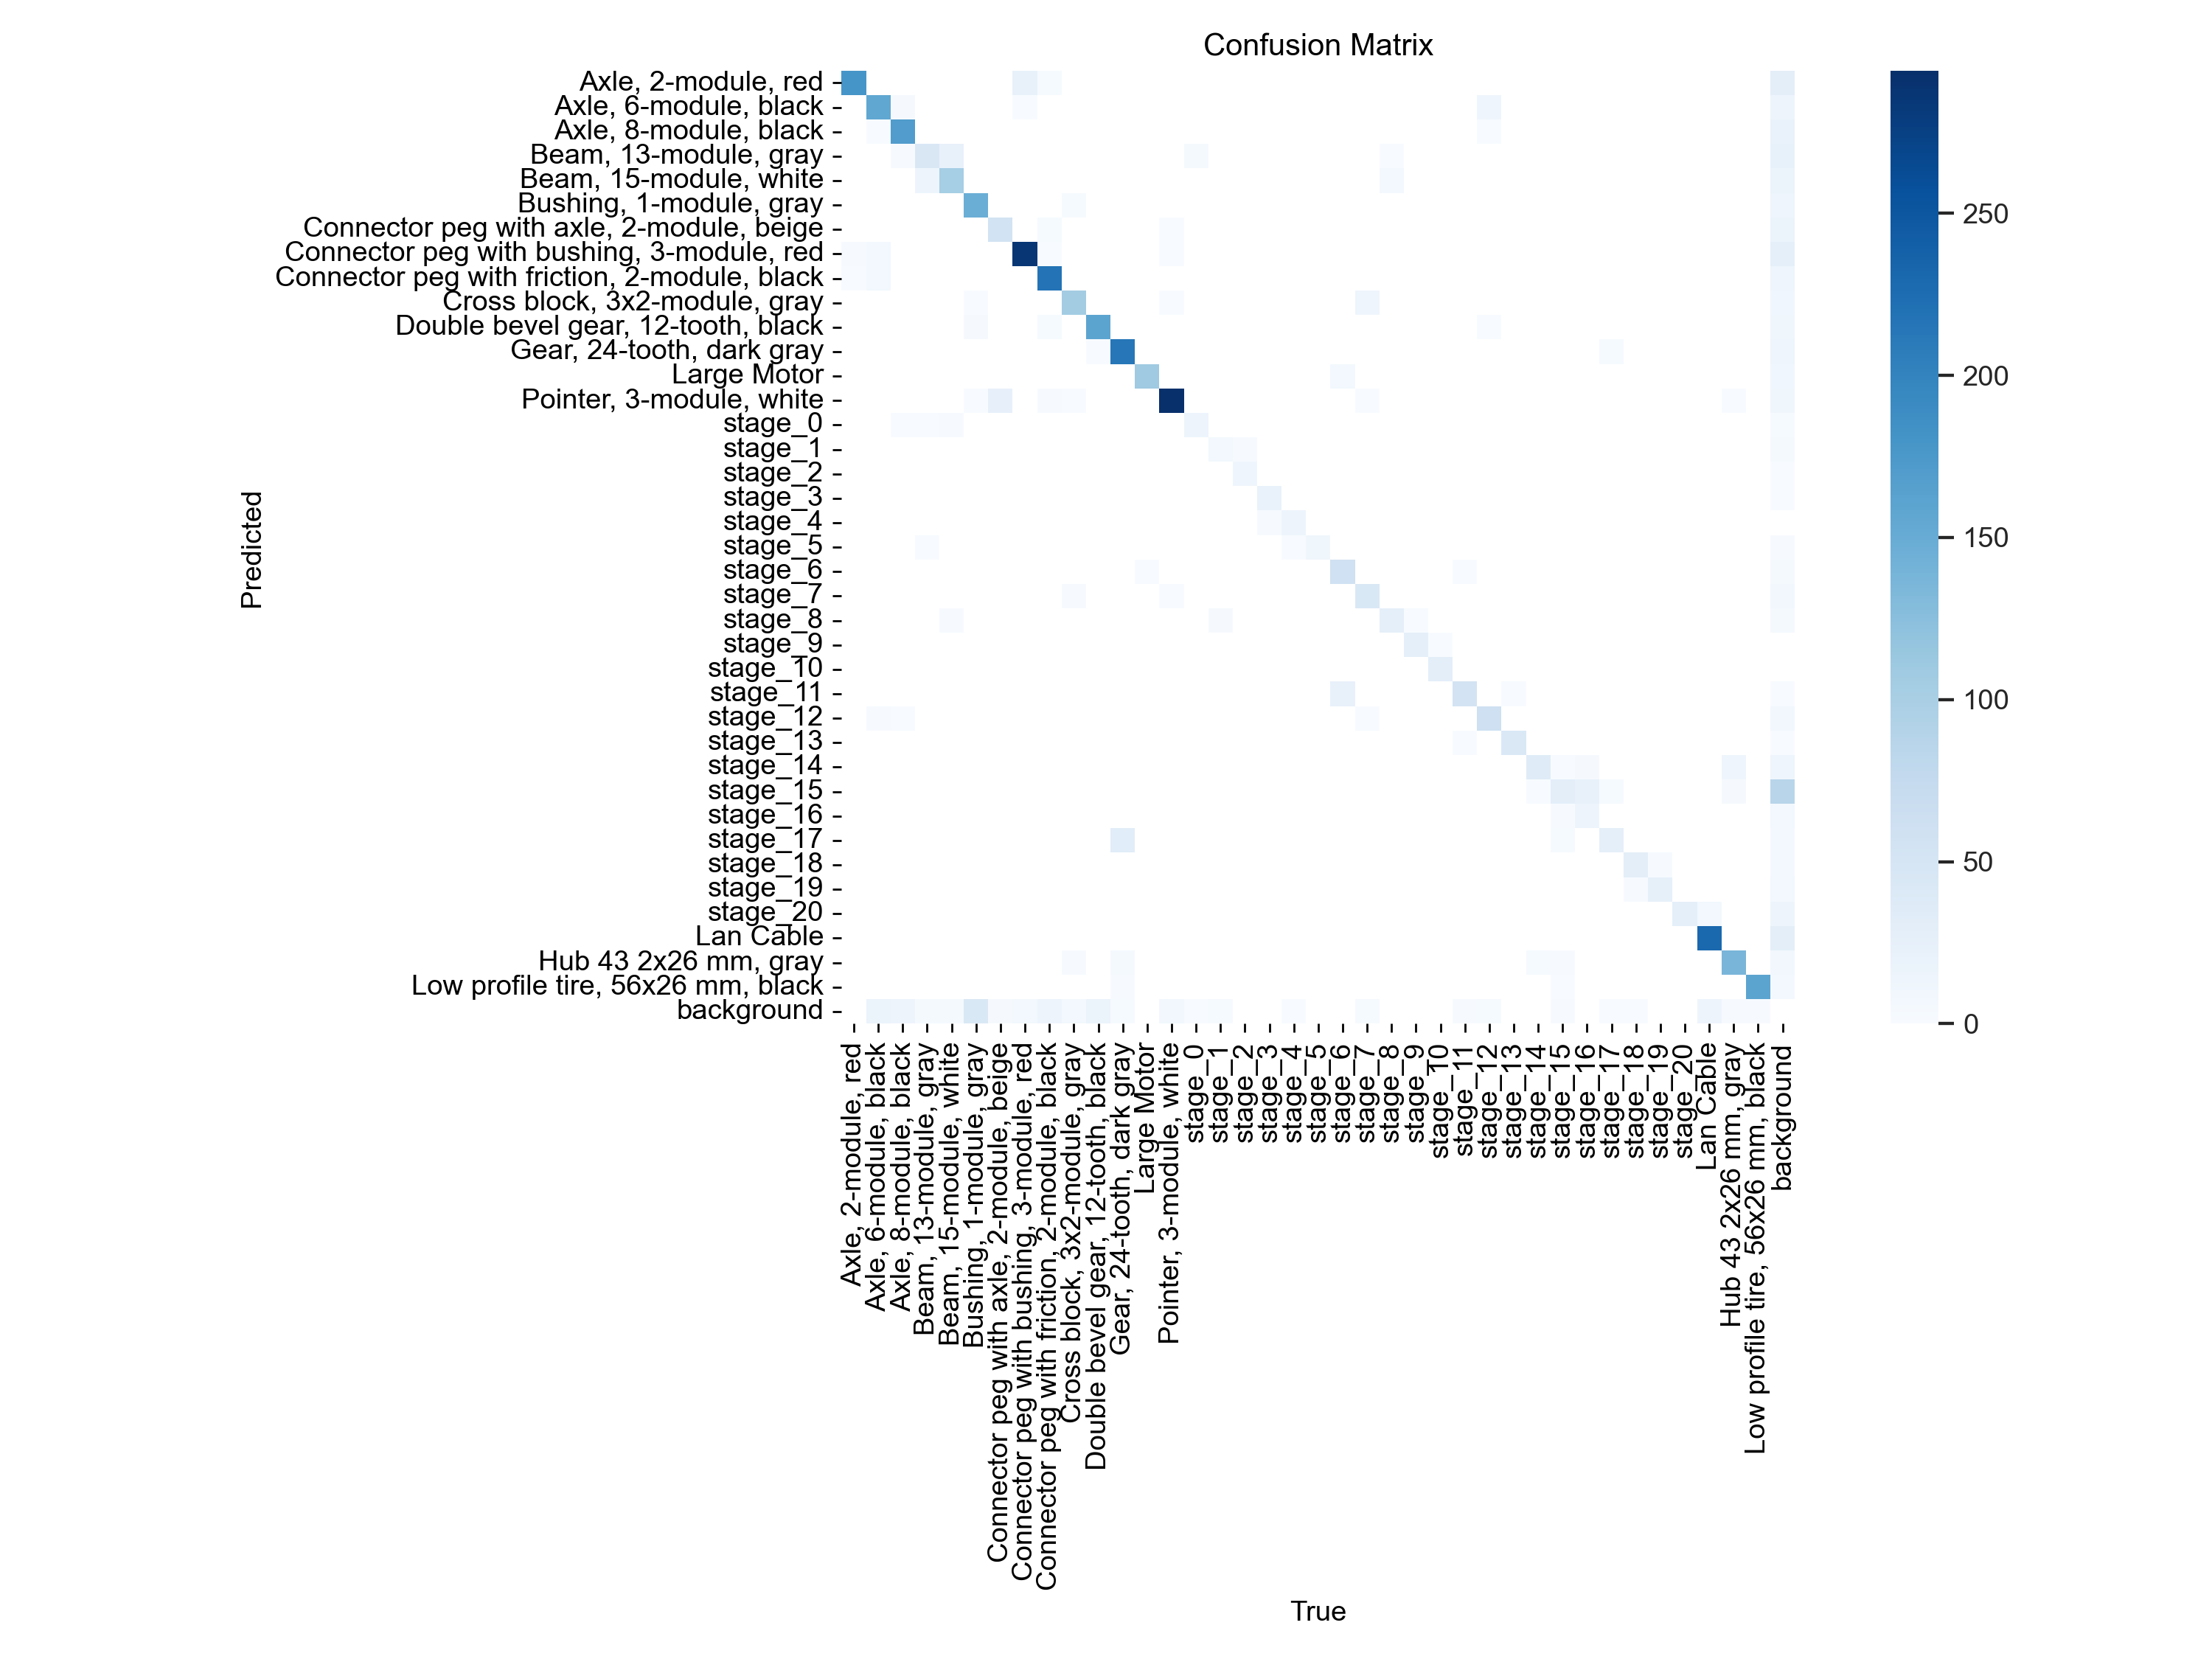 Confusion Matrix
Axle, 2-module, red
Axle, 6-module, black
Axle, 8-module, black
Beam, 13-module, gray
Beam, 15-module, white
Bushing, 1-module, gray
Connector peg with axle, 2-module, beige
Connector peg with bushing, 3-module, red
Connector peg with friction, 2-module, black
Cross block, 3x2-module, gray
Double bevel gear, 12-tooth, black
Gear, 24-tooth, dark gray
Large Motor
Pointer, 3-module, white
stage_0
stage_1
stage_2
stage_3
stage_4
stage_5
stage_6
stage_7
stage_8
stage_9
stage_10
stage_11
stage_12
stage_13
stage_14
stage_15
stage_16
stage_17
stage_18
stage_19
stage_20
Lan Cable
Hub 43 2x26 mm, gray
Low profile tire, 56x26 mm, black
background
Predicted
Axle, 2-module, red
Axle, 6-module, black
Axle, 8-module, black
Beam, 13-module, gray
Beam, 15-module, white
Bushing, 1-module, gray
Connector peg with axle, 2-module, beige
Connector peg with bushing, 3-module, red
Connector peg with friction, 2-module, black
Cross block, 3x2-module, gray
Double bevel gear, 12-tooth, black
Gear, 24-tooth, dark gray
Large Motor
Pointer, 3-module, white
stage_0
stage_1
stage_2
stage_3
stage_4
stage_5
stage_6
stage_7
stage_8
stage_9
stage_10
stage_11
stage_12
stage_13
stage_14
stage_15
stage_16
stage_17
stage_18
stage_19
stage_20
Lan Cable
Hub 43 2x26 mm, gray
Low profile tire, 56x26 mm, black
background
True
250
200
150
100
50
0